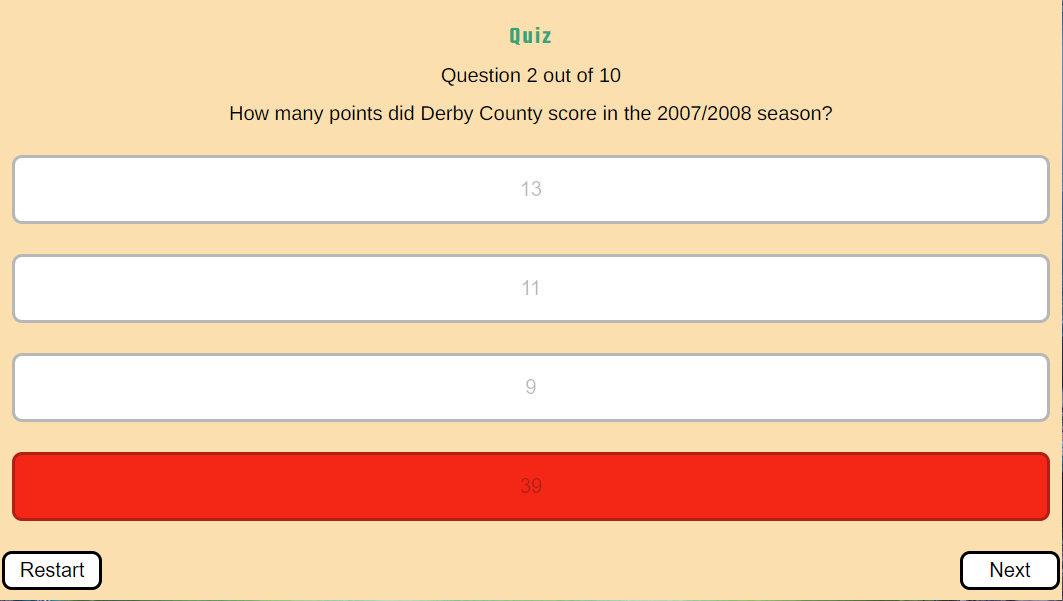 Quiz
Question 2 out of 10
How many points did Derby County score in the 2007/2008 season?
13
11
9
39
Restart
Next